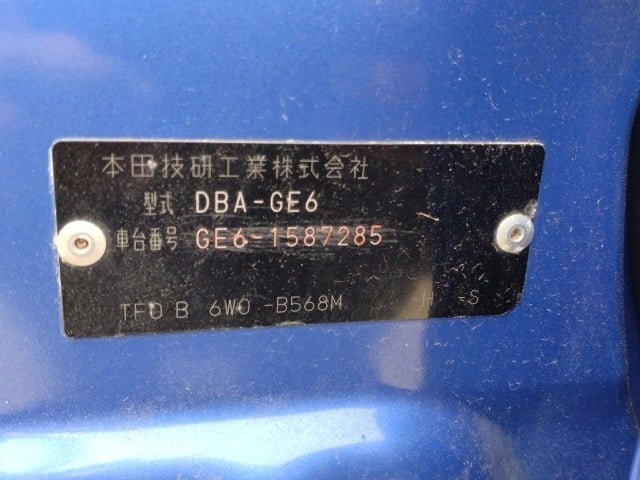 本田技研工業株式会社
型式 DBA-GE6
車台番号 GE6-1587285
TF0 B 6W0 -B568M -H -S